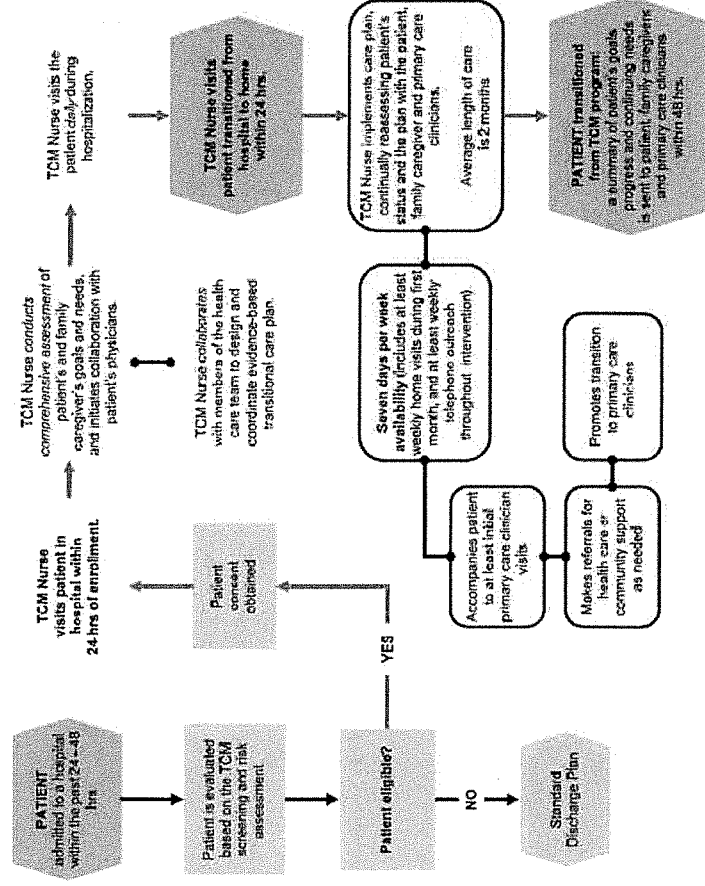 PATIENT
admitted to a hospital
within the past 24-48
hrs
Patient is evaluated
based on the TCM
screening and risk
assessment
Patient eligible?
NO
Standard
Discharge Plan
YES
Patient
consent
obtained
TCM Nurse
visits patient in
hospital within
24-hrs of enrollment.
TCM Nurse conducts
comprehensive assessment of
patient's and family
caregiver's goals and needs,
and initiates collaboration with
patient's physicians.
TCM Nurse collaborates
with members of the health
care team to design and
coordinate evidence-based
transitional care plan.
TCM Nurse visits the
patient daily during
hospitalization.
TCM Nurse visits
patient transitioned from
hospital to home
within 24 hrs.
TCM Nurse implements care plan,
continually reassessing patient's
status and the plan with the patient,
family caregiver and primary care
clinicians.
Average length of care
is 2 months
Seven days per week
availability (includes at least
weekly home visits during first
month, and at least weekly
telephone outreach
throughout intervention)
Accompanies patient
to at least intial
primary care clinician
visits
Makes referrals for
health care or
community support
as needed
Promotes transition
to primary care
clinicians
PATIENT transitioned
from TCM program:
a summary of patient's goals
progress and continuing needs
is sent to patient, family caregivers
and primary care clinicians
within 48 hrs.